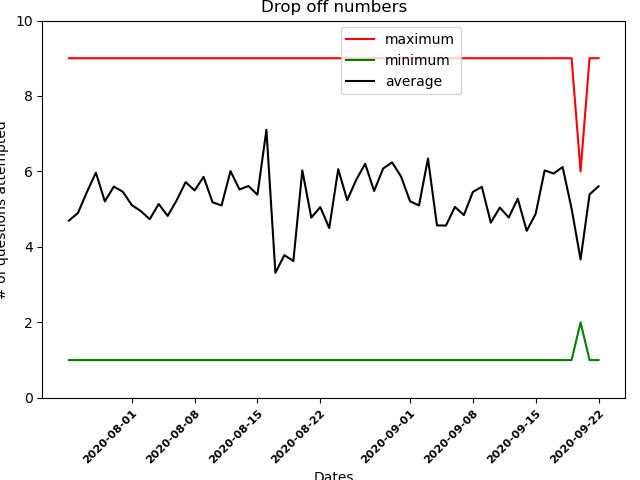 Drop off numbers
maximum
minimum
average
# of questions attempted
10
8
6
4
2
0
2020-08-01
2020-08-08
2020-08-15
2020-08-22
2020-09-01
2020-09-08
2020-09-15
2020-09-22
Dates